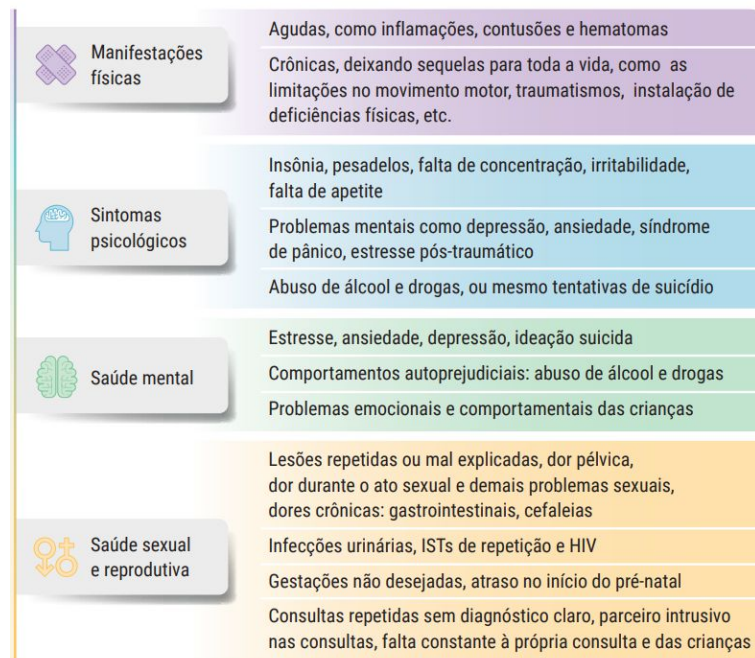 Manifestações
físicas
Agudas, como inflamações, contusões e hematomas
Crônicas, deixando sequelas para toda a vida, como as
limitações no movimento motor, traumatismos, instalação de
deficiências físicas, etc.
Sintomas
psicológicos
Insônia, pesadelos, falta de concentração, irritabilidade,
falta de apetite
Problemas mentais como depressão, ansiedade, síndrome
de pânico, estresse pós-traumático
Abuso de álcool e drogas, ou mesmo tentativas de suicídio
Saúde mental
Estresse, ansiedade, depressão, ideação suicida
Comportamentos autoprejudiciais: abuso de álcool e drogas
Problemas emocionais e comportamentais das crianças
Saúde sexual
e reprodutiva
Lesões repetidas ou mal explicadas, dor pélvica,
dor durante o ato sexual e demais problemas sexuais,
dores crônicas: gastrointestinais, cefaleias
Infecções urinárias, ISTs de repetição e HIV
Gestações não desejadas, atraso no início do pré-natal
Consultas repetidas sem diagnóstico claro, parceiro intrusivo
nas consultas, falta constante à própria consulta e das crianças